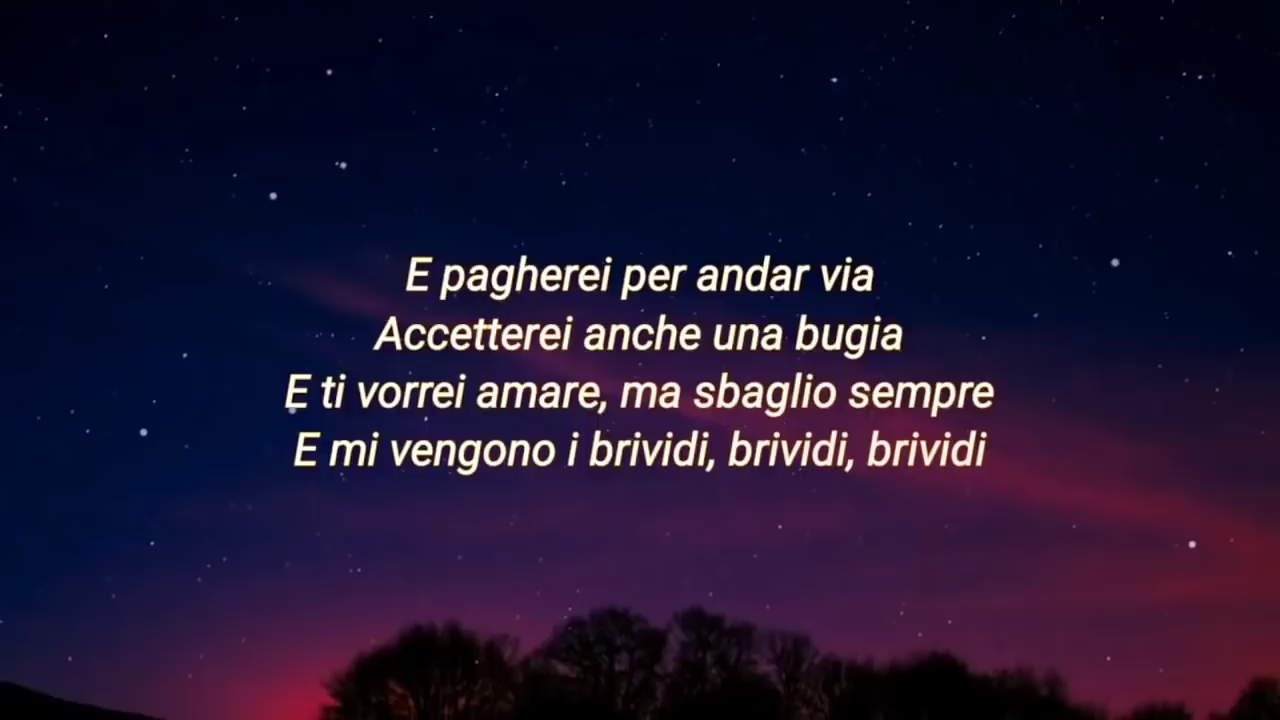 E pagherei per andar via
Accetterei anche una bugia
E ti vorrei amare, ma sbaglio sempre
E mi vengono i brividi, brividi, brividi